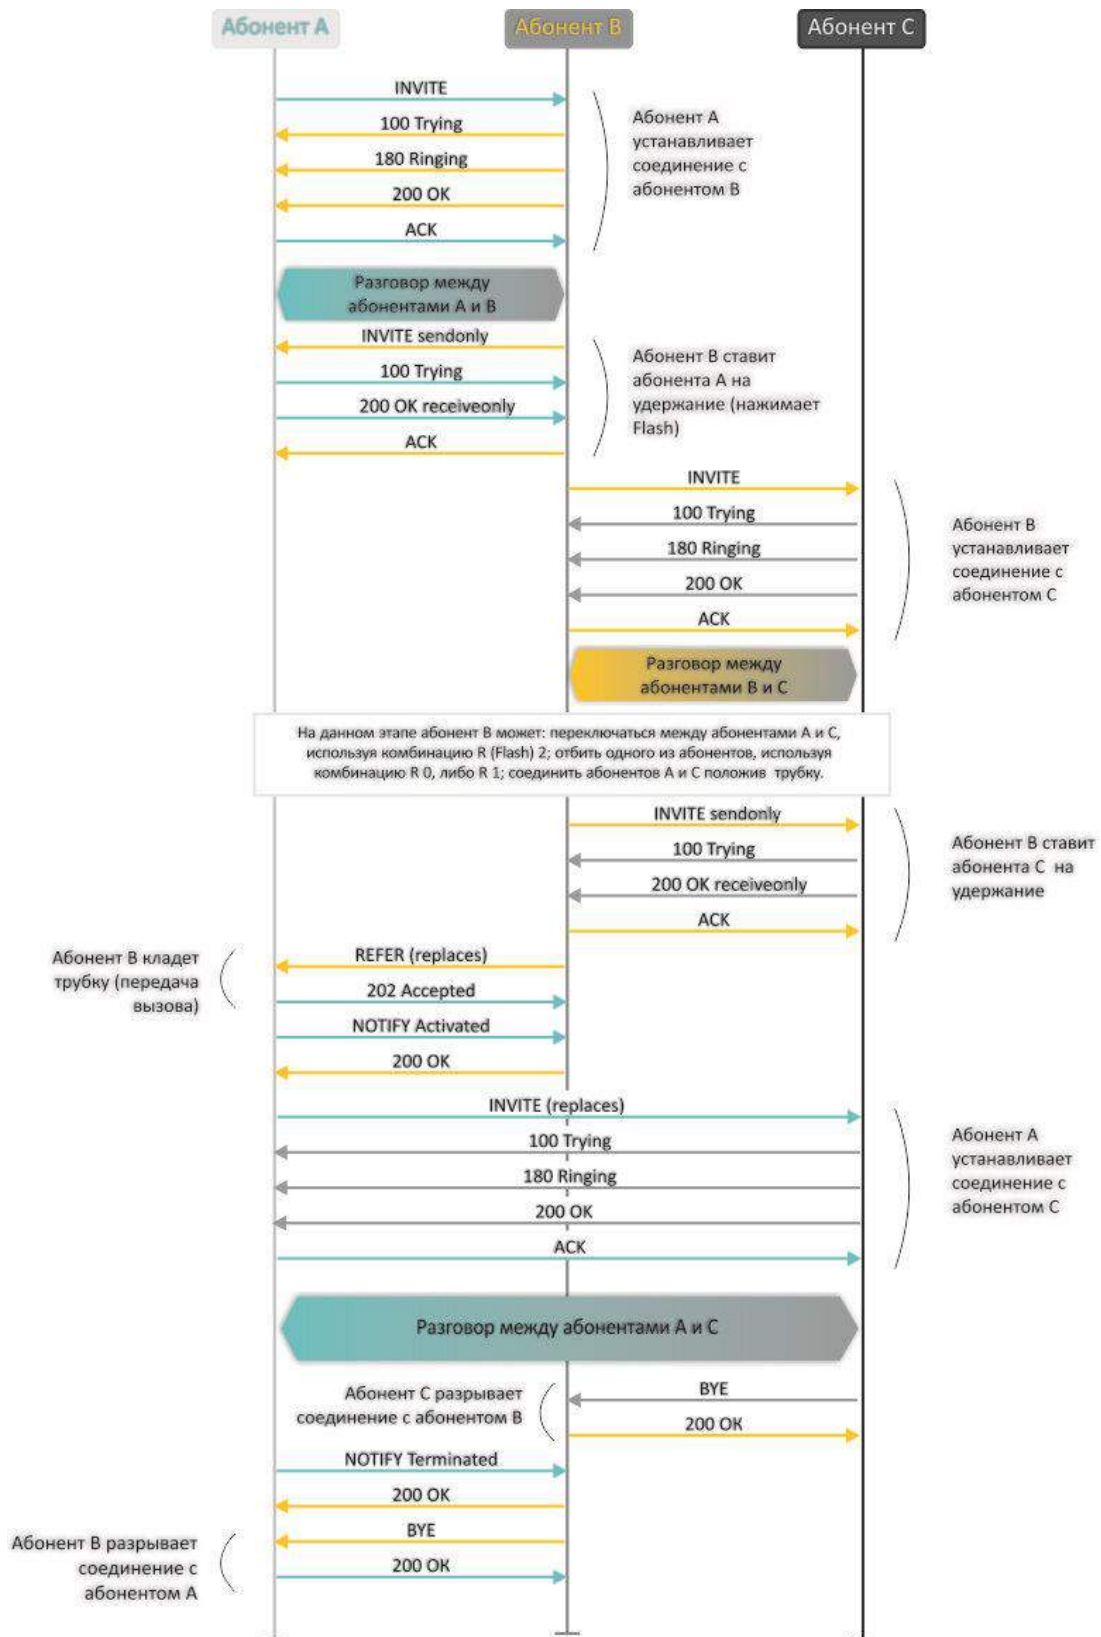 Абонент А
Абонент В
Абонент С
INVITE
100 Trying
180 Ringing
200 OK
ACK
Абонент А
устанавливает
соединение с
абонентом В
Разговор между
абонентами А и В
INVITE sendonly
100 Trying
200 OK receiveonly
ACK
Абонент В ставит
абонента А на
удержание (нажимает
Flash)
INVITE
100 Trying
180 Ringing
200 OK
ACK
Абонент В
устанавливает
соединение с
абонентом С
Разговор между
абонентами В и С
На данном этапе абонент В может: переключаться между абонентами А и С,
используя комбинацию R (Flash) 2; отбить одного из абонентов, используя
комбинацию R 0, либо R 1; соединить абонентов А и С положив трубку.
INVITE sendonly
100 Trying
200 OK receiveonly
ACK
Абонент В ставит
абонента С на
удержание
Абонент В кладет
трубку (передача
вызова)
REFER (replaces)
202 Accepted
NOTIFY Activated
200 OK
INVITE (replaces)
100 Trying
180 Ringing
200 OK
ACK
Абонент А
устанавливает
соединение с
абонентом С
Разговор между абонентами А и С
Абонент С разрывает
соединение с абонентом В
BYE
200 OK
NOTIFY Terminated
200 OK
BYE
200 OK
Абонент В разрывает
соединение с
абонентом А